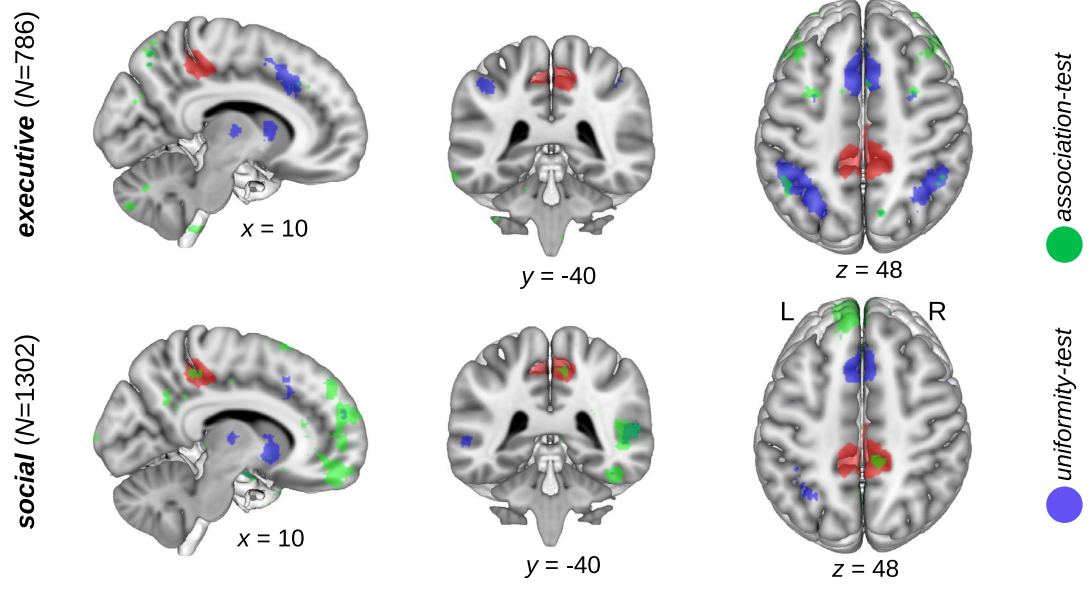 executive (N=786)
x = 10
y = -40
z = 48
association-test
social (N=1302)
L
R
x = 10
y = -40
z = 48
uniformity-test